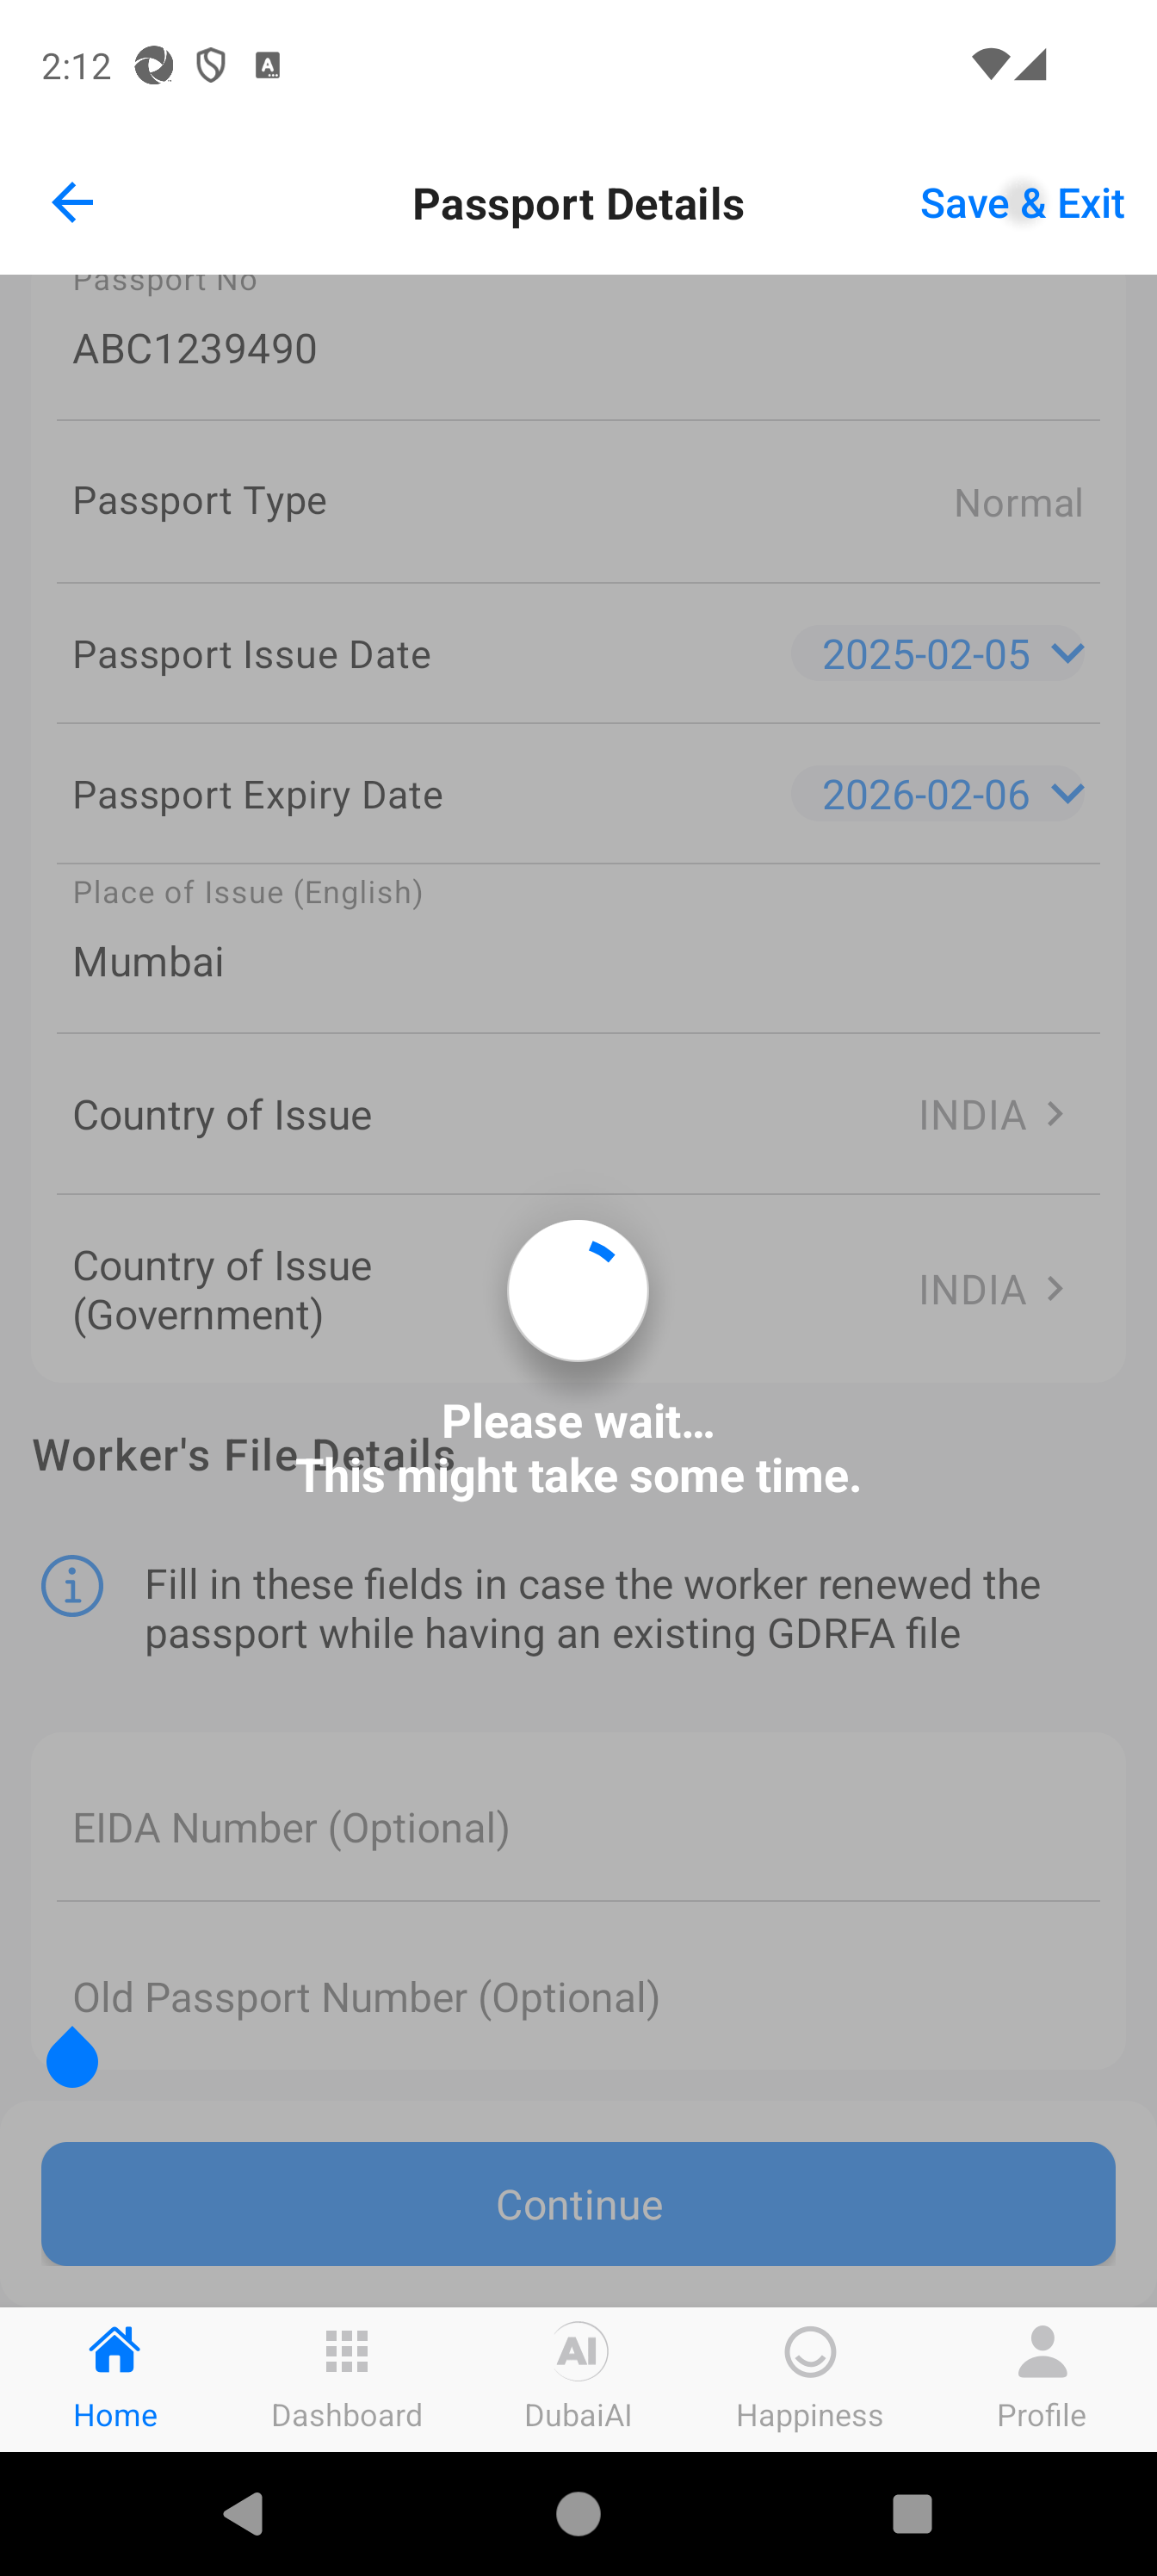 2:12
Passport Details
Save & Exit
Passport No
ABC1239490
Passport Type
Normal
Passport Issue Date
2025-02-05
Passport Expiry Date
2026-02-06
Place of Issue (English)
Mumbai
Country of Issue
INDIA
Country of Issue
(Government)
INDIA
Please wait...
Worker's File Details
This might take some time.
Fill in these fields in case the worker renewed the
passport while having an existing GDRFA file
EIDA Number (Optional)
Old Passport Number (Optional)
Continue
AI
Home
Dashboard
DubaiAI
Happiness
Profile